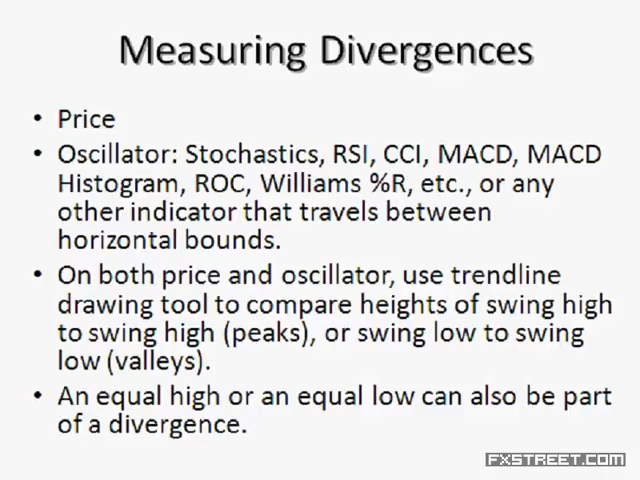 Measuring Divergences
• Price
• Oscillator: Stochastics, RSI, CCI, MACD, MACD
Histogram, ROC, Williams %R, etc., or any
other indicator that travels between
horizontal bounds.
• On both price and oscillator, use trendline
drawing tool to compare heights of swing high
to swing high (peaks), or swing low to swing
low (valleys).
• An equal high or an equal low can also be part
of a divergence.
FXSTREET.COM